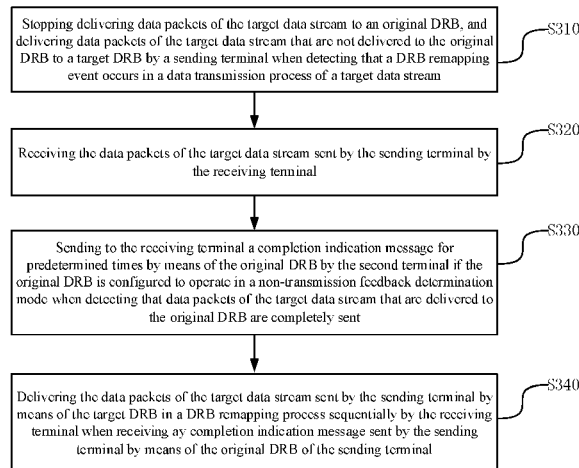 Stopping delivering data packets of the target data stream to an original DRB, and
delivering data packets of the target data stream that are not delivered to the original
DRB to a target DRB by a sending terminal when detecting that a DRB remapping
event occurs in a data transmission process of a target data stream
S310
Receiving the data packets of the target data stream sent by the sending terminal by
the receiving terminal
S320
Sending to the receiving terminal a completion indication message for
predetermined times by means of the original DRB by the second terminal if the
original DRB is configured to operate in a non-transmission feedback determination
mode when detecting that data packets of the target data stream that are delivered to
the original DRB are completely sent
S330
Delivering the data packets of the target data stream sent by the sending terminal by
means of the target DRB in a DRB remapping process sequentially by the receiving
terminal when receiving ay completion indication message sent by the sending
terminal by means of the original DRB of the sending terminal
S340